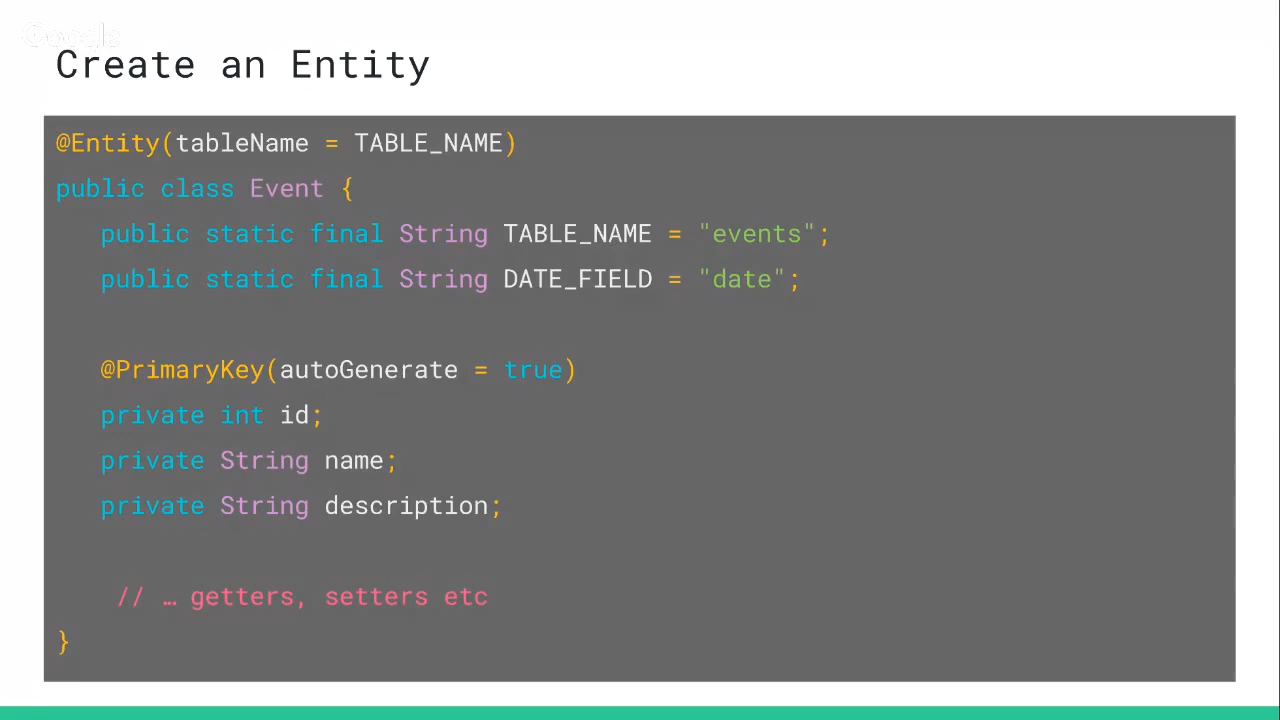 Google
Create an Entity
@Entity(tableName = TABLE_NAME)
public class Event {
public static final String TABLE_NAME = "events";
public static final String DATE_FIELD = "date";
@PrimaryKey(autoGenerate = true)
private int id;
private String name;
private String description;
// … getters, setters etc
}